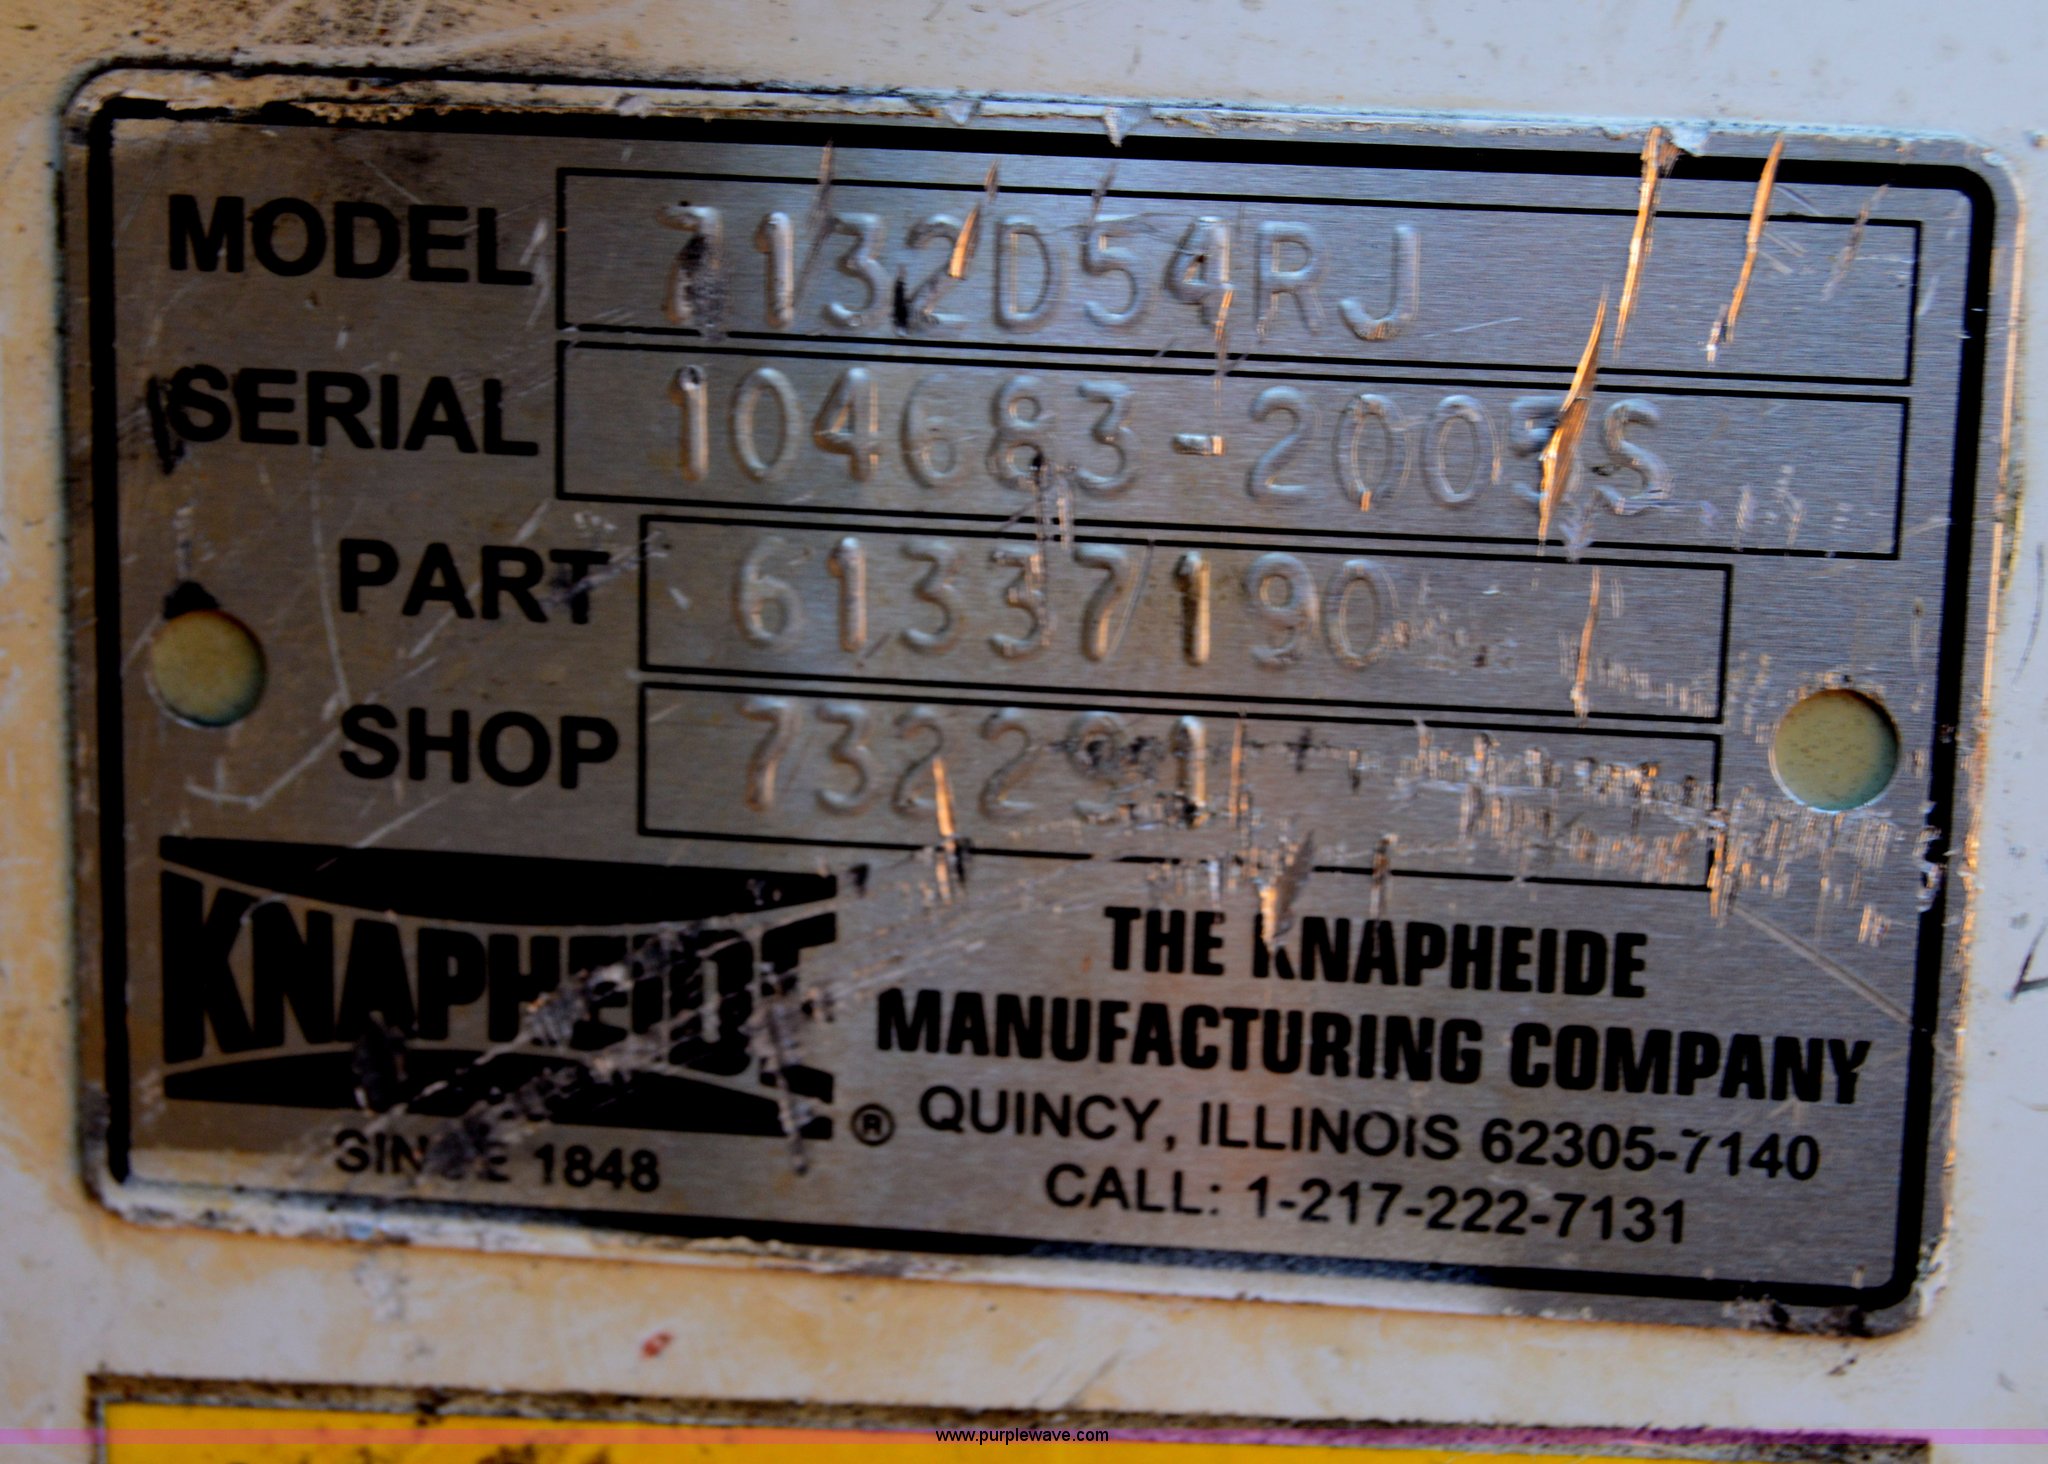 MODEL 7132D54RJ
SERIAL 104683-2005S
PART 61337190
SHOP 732291
KNAPHEIDE
SINCE 1848
®
THE KNAPHEIDE
MANUFACTURING COMPANY
QUINCY, ILLINOIS 62305-7140
CALL: 1-217-222-7131
www.purplewave.com